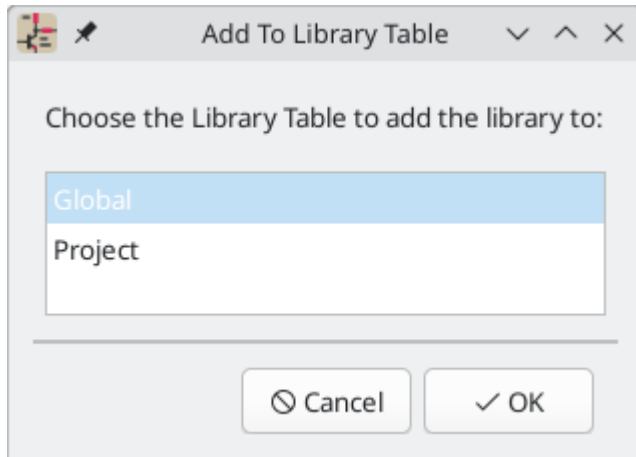 Add To Library Table
Choose the Library Table to add the library to:
Global
Project
Cancel
OK